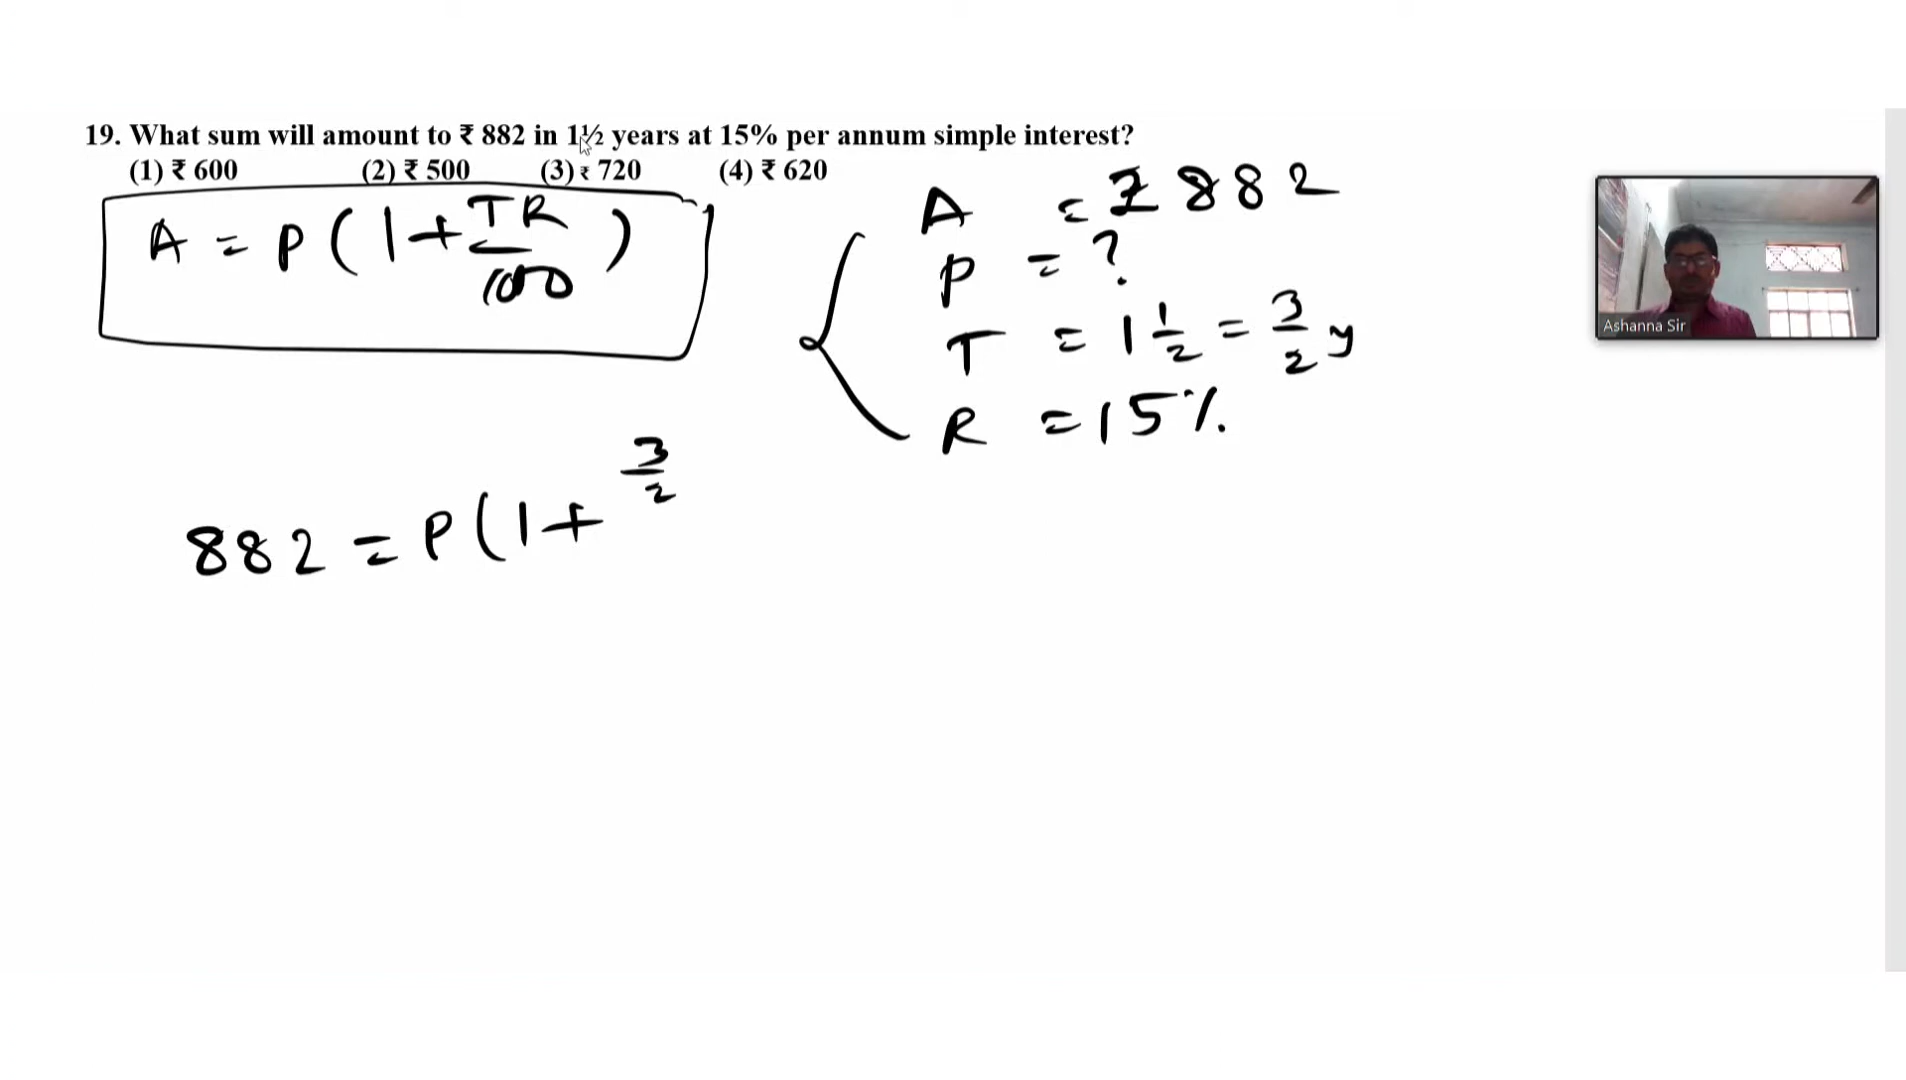 19. What sum will amount to ₹ 882 in 1½ years at 15% per annum simple interest?
(1) ₹ 600 (2) ₹ 500 (3) ₹ 720 (4) ₹ 620
A = P ( 1 + TR/100 )
A = ₹ 882
P = ?
T = 1 1/2 = 3/2 y
R = 15%
882 = P ( 1 + 3/2
Ashanna Sir